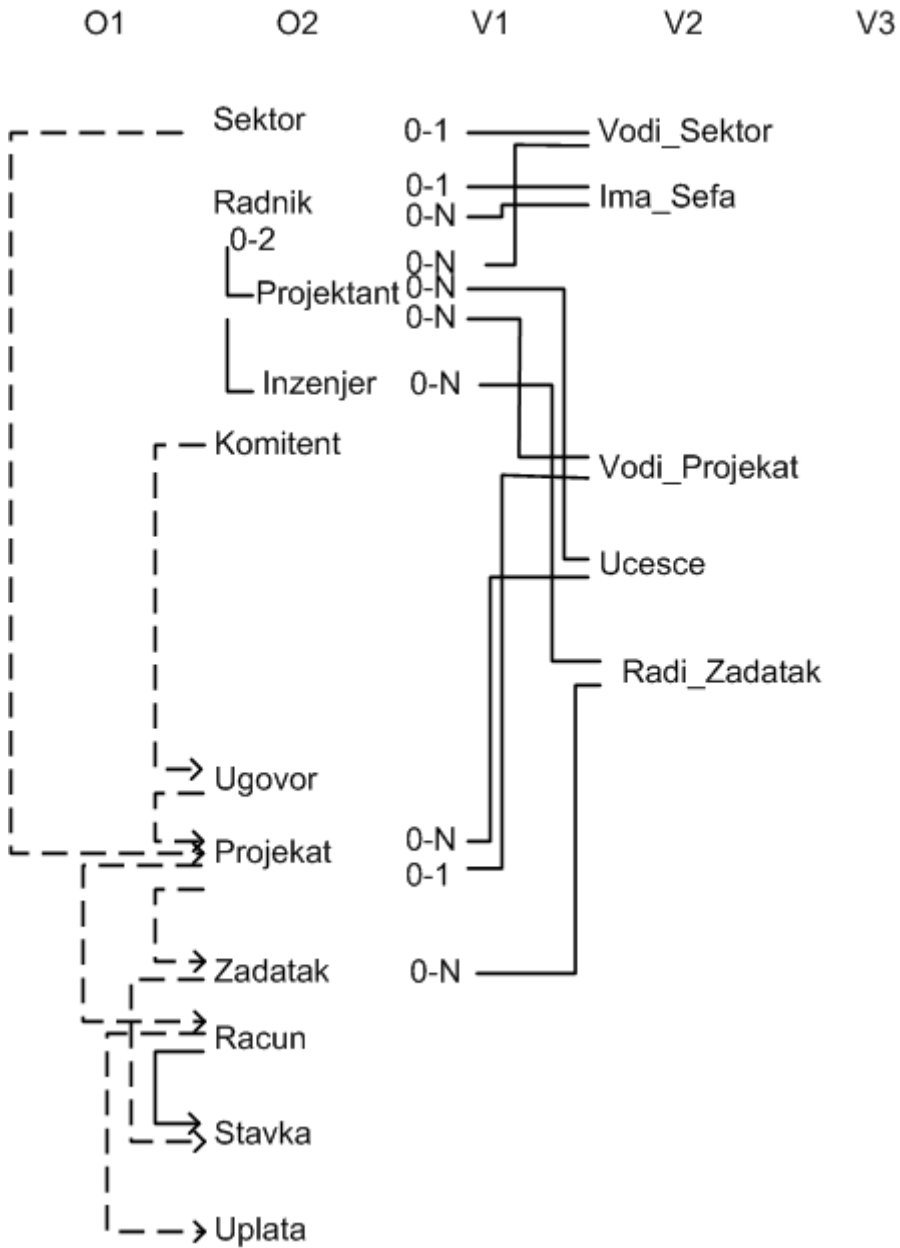 O1 O2 V1 V2 V3
Sektor 0-1 Vodi_Sektor
0-1
Radnik 0-N Ima_Sefa
0-2
0-N
Projektant 0-N
0-N
Inzenjer 0-N
Komitent
Vodi_Projekat
Ucesce
Radi_Zadatak
Ugovor
Projekat 0-N
0-1
Zadatak 0-N
Racun
Stavka
Uplata